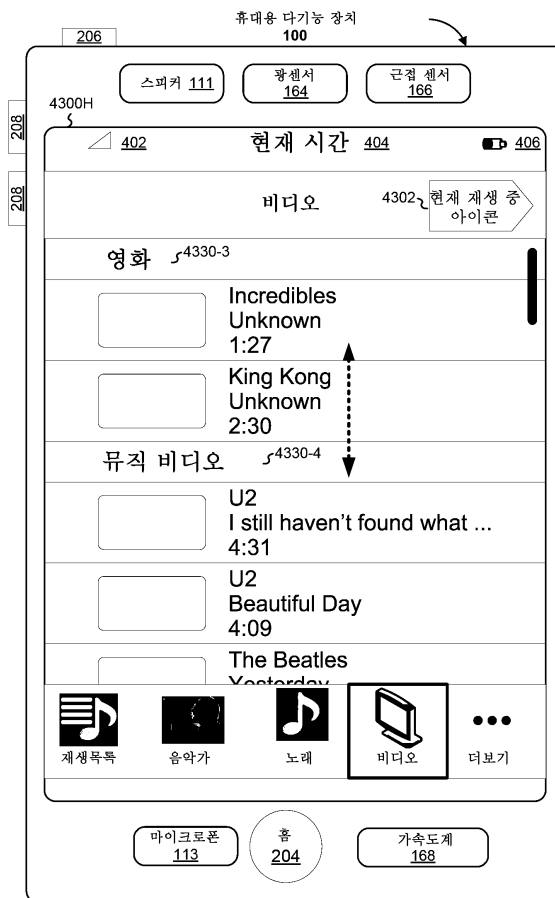 휴대용 다기능 장치
100
206
스피커 111
광센서
164
근접 센서
166
4300H
208
208
402
현재 시간 404
406
비디오
4302
현재 재생 중
아이콘
영화 4330-3
Incredibles
Unknown
1:27
King Kong
Unknown
2:30
뮤직 비디오 4330-4
U2
I still haven't found what ...
4:31
U2
Beautiful Day
4:09
The Beatles
Yesterday
재생목록
음악가
노래
비디오
더보기
마이크로폰
113
홈
204
가속도계
168